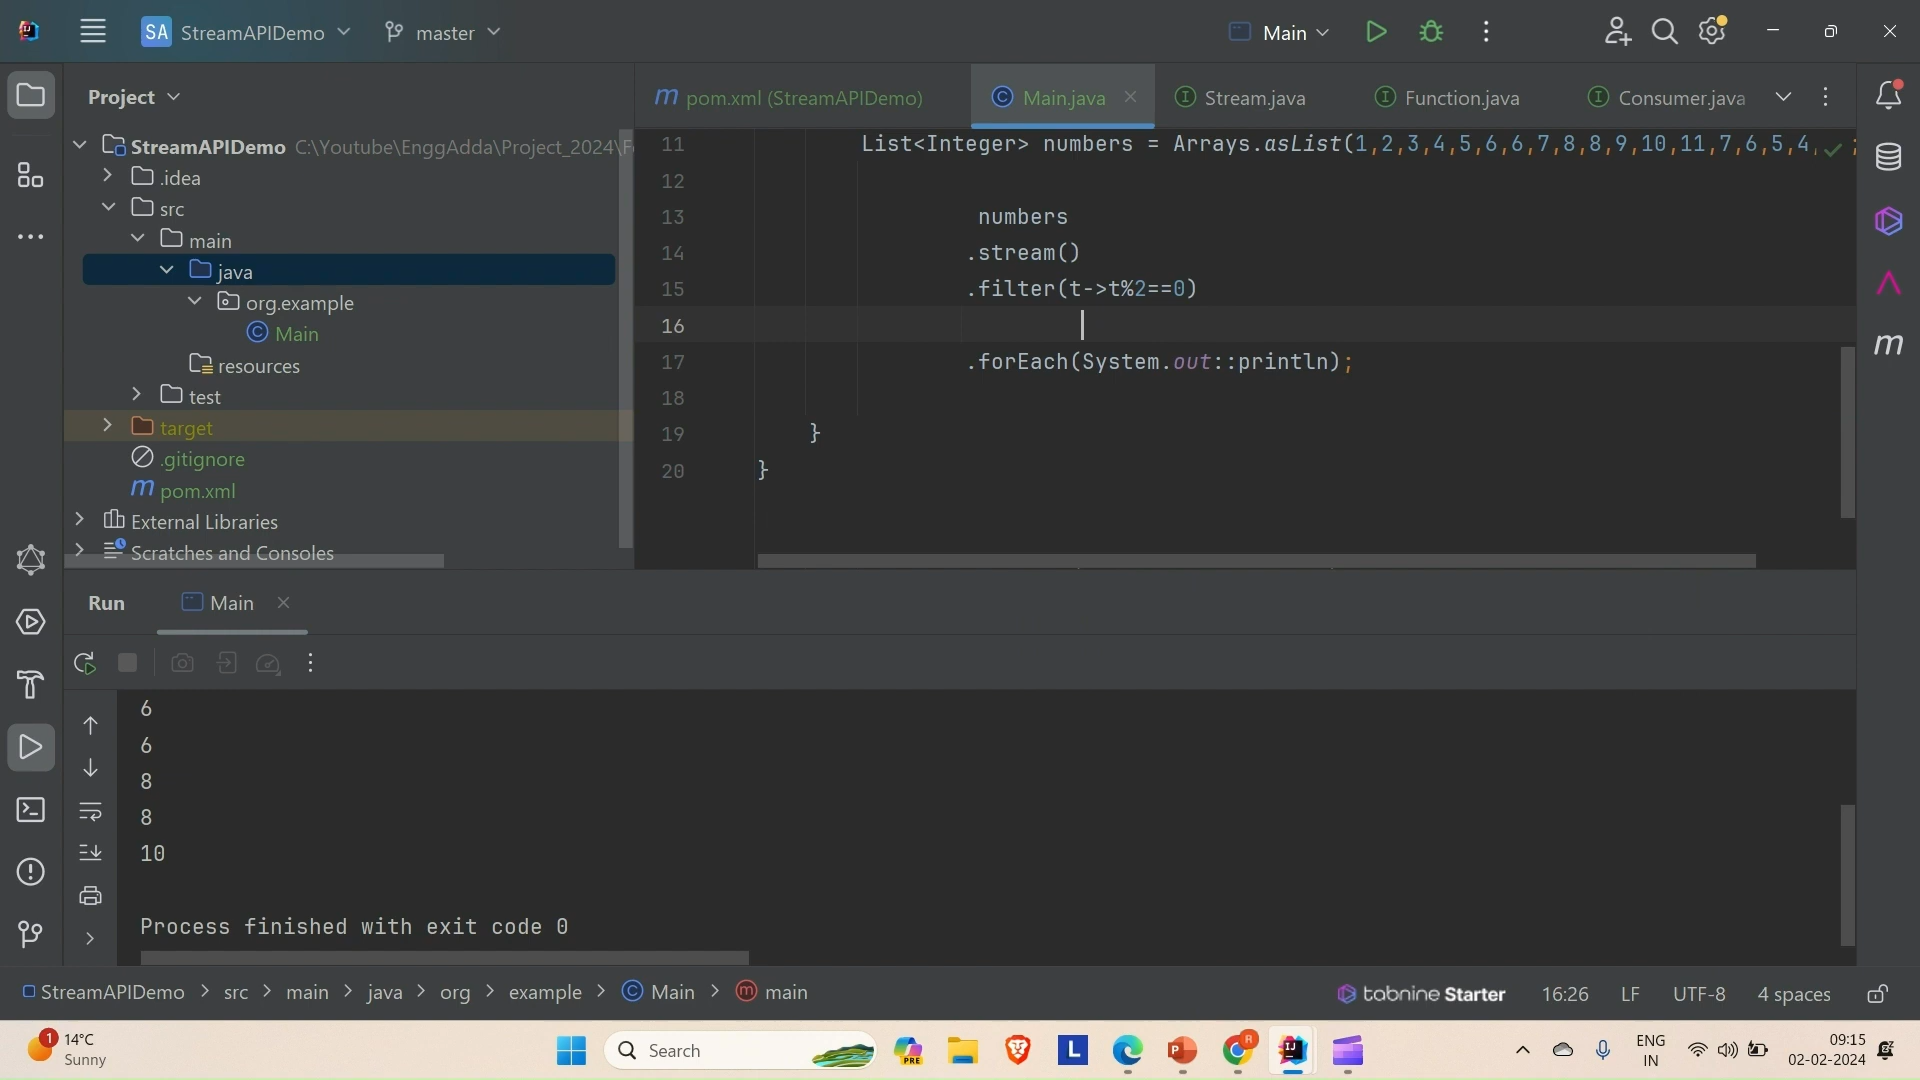 SA StreamAPIDemo master Main
Project
pom.xml (StreamAPIDemo) Main.java Stream.java Function.java Consumer.java
StreamAPIDemo C:\Youtube\EnggAdda\Project_2024\F
.idea
src
main
java
org.example
Main
resources
test
target
.gitignore
pom.xml
External Libraries
Scratches and Consoles
11 List<Integer> numbers = Arrays.asList(1,2,3,4,5,6,6,7,8,8,9,10,11,7,6,5,4,
12
13 numbers
14 .stream()
15 .filter(t->t%2==0)
16
17 .forEach(System.out::println);
18
19 }
20 }
Run Main
6
6
8
8
10
Process finished with exit code 0
StreamAPIDemo > src > main > java > org > example > Main > main
tabnine Starter 16:26 LF UTF-8 4 spaces
1 14°C
Sunny
Search
PRE
L
P
R
IJ
ENG
IN
09:15
02-02-2024